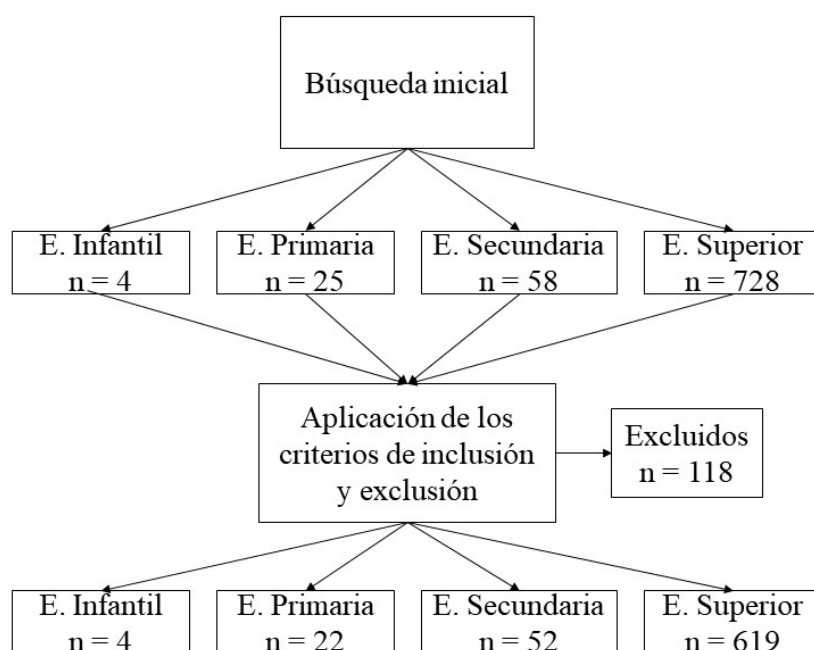 Búsqueda inicial
E. Infantil
n = 4
E. Primaria
n = 25
E. Secundaria
n = 58
E. Superior
n = 728
Aplicación de los
criterios de inclusión
y exclusión
Excluidos
n = 118
E. Infantil
n = 4
E. Primaria
n = 22
E. Secundaria
n = 52
E. Superior
n = 619